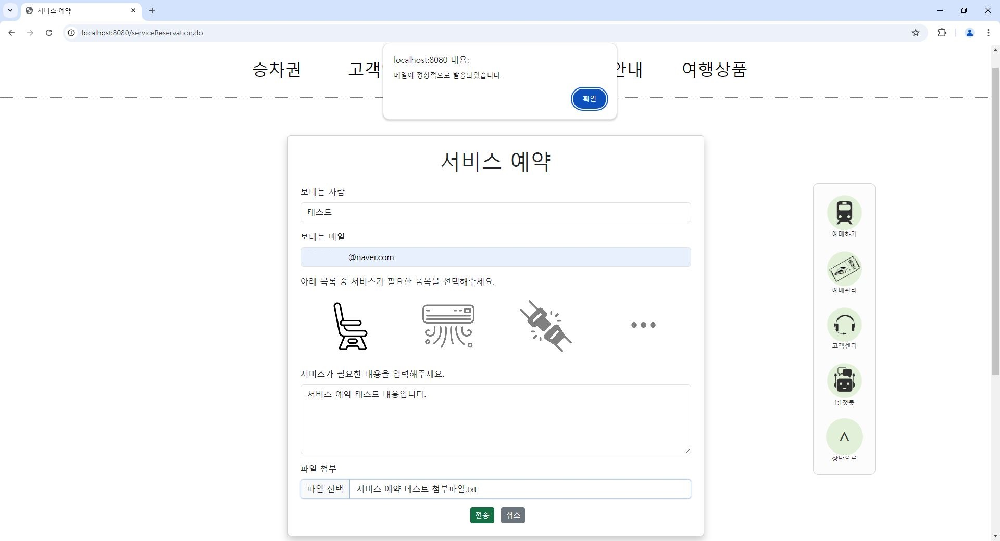 서비스 예약
localhost:8080/serviceReservation.do
localhost:8080 내용:
메일이 정상적으로 발송되었습니다.
확인
승차권
고객
안내
여행상품
서비스 예약
보내는 사람
테스트
보내는 메일
@naver.com
아래 목록 중 서비스가 필요한 품목을 선택해주세요.
서비스가 필요한 내용을 입력해주세요.
서비스 예약 테스트 내용입니다.
파일 첨부
파일 선택 서비스 예약 테스트 첨부파일.txt
전송 취소
예매하기
예매관리
고객센터
1:1챗봇
상단으로